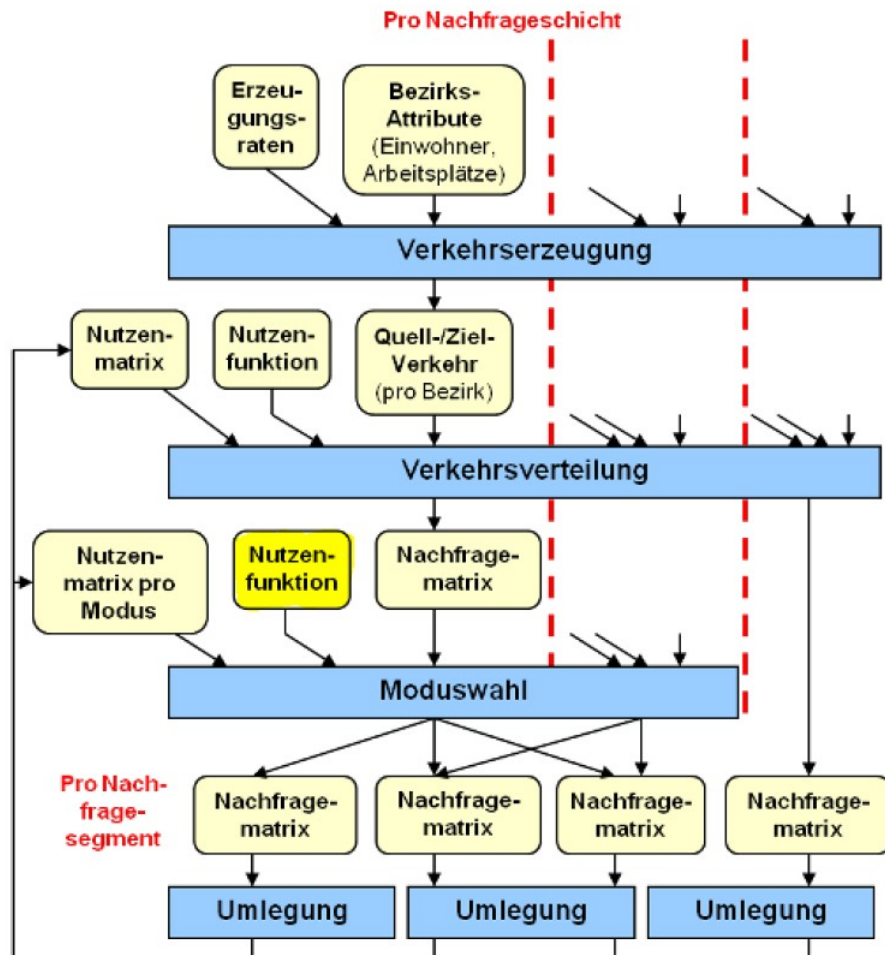 Pro Nachfrageschicht
Erzeu-
gungs-
raten
Bezirks-
Attribute
(Einwohner,
Arbeitsplätze)
Verkehrserzeugung
Nutzen-
matrix
Nutzen-
funktion
Quell-/Ziel-
Verkehr
(pro Bezirk)
Verkehrsverteilung
Nutzen-
matrix pro
Modus
Nutzen-
funktion
Nachfrage-
matrix
Moduswahl
Pro Nach-
frage-
segment
Nachfrage-
matrix
Nachfrage-
matrix
Nachfrage-
matrix
Nachfrage-
matrix
Umlegung
Umlegung
Umlegung